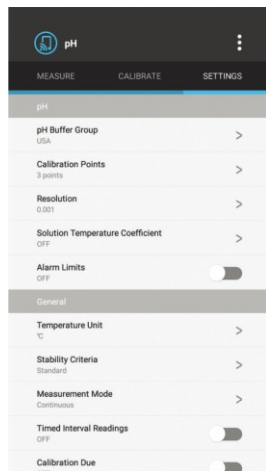 pH
MEASURE CALIBRATE SETTINGS
pH
pH Buffer Group
USA
Calibration Points
3 points
Resolution
0.001
Solution Temperature Coefficient
OFF
Alarm Limits
OFF
General
Temperature Unit
°C
Stability Criteria
Standard
Measurement Mode
Continuous
Timed Interval Readings
OFF
Calibration Due